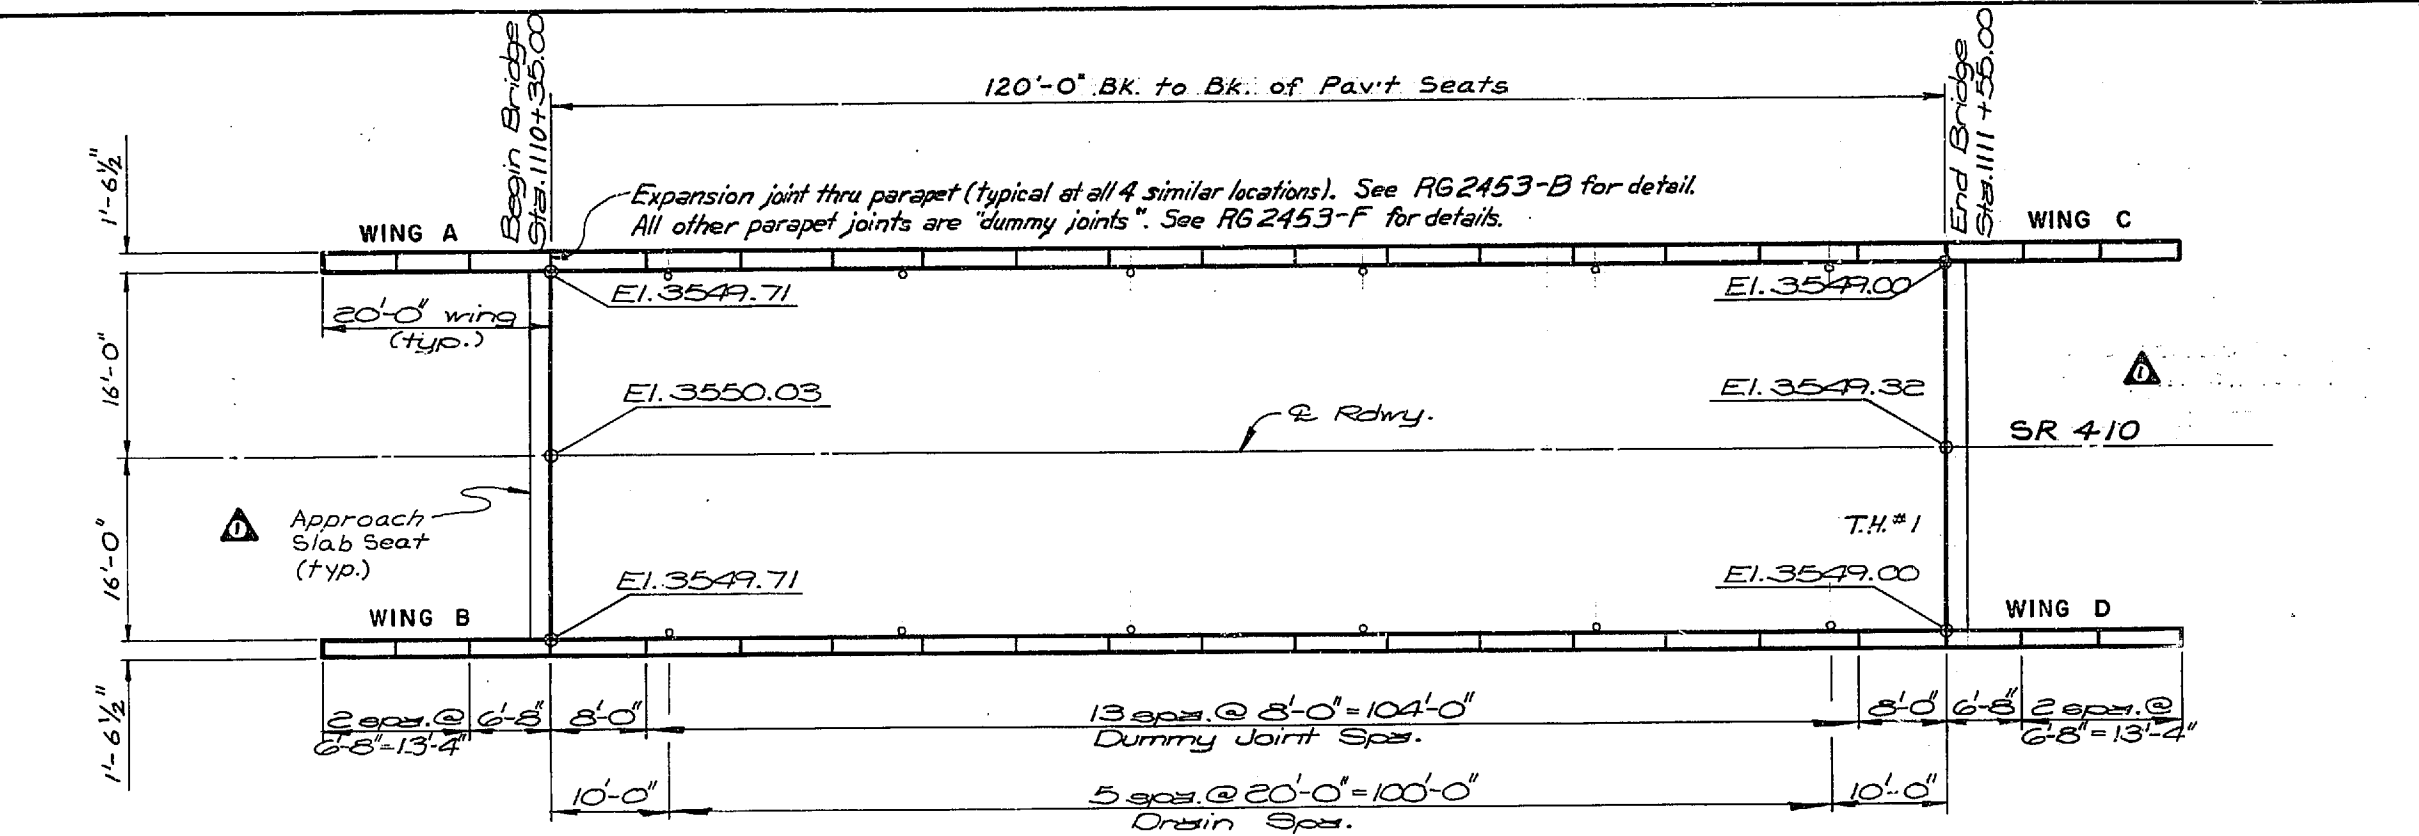 Begin Bridge
Sta. 1110+35.00
120'-0" BK. to Bk. of Pav't Seats
End Bridge
Sta. 1111+55.00
1'-6½"
Expansion joint thru parapet (typical at all 4 similar locations). See RG2453-B for detail.
All other parapet joints are "dummy joints". See RG2453-F for details.
WING A
WING C
El. 3549.71
El. 3549.00
20'-0" wing
(typ.)
16'-0"
El. 3550.03
El. 3549.32
1
℄ Rdwy.
SR 410
1
Approach
Slab Seat
(typ.)
T.H. #1
16'-0"
El. 3549.71
El. 3549.00
WING B
WING D
1'-6½"
2 spa. @
6'-8"=13'-4"
6'-8"
8'-0"
13 spa. @ 8'-0"=104'-0"
Dummy Joint Spa.
8'-0"
6'-8"
2 spa. @
6'-8"=13'-4"
10'-0"
5 spa. @ 20'-0"=100'-0"
Drain Spa.
10'-0"